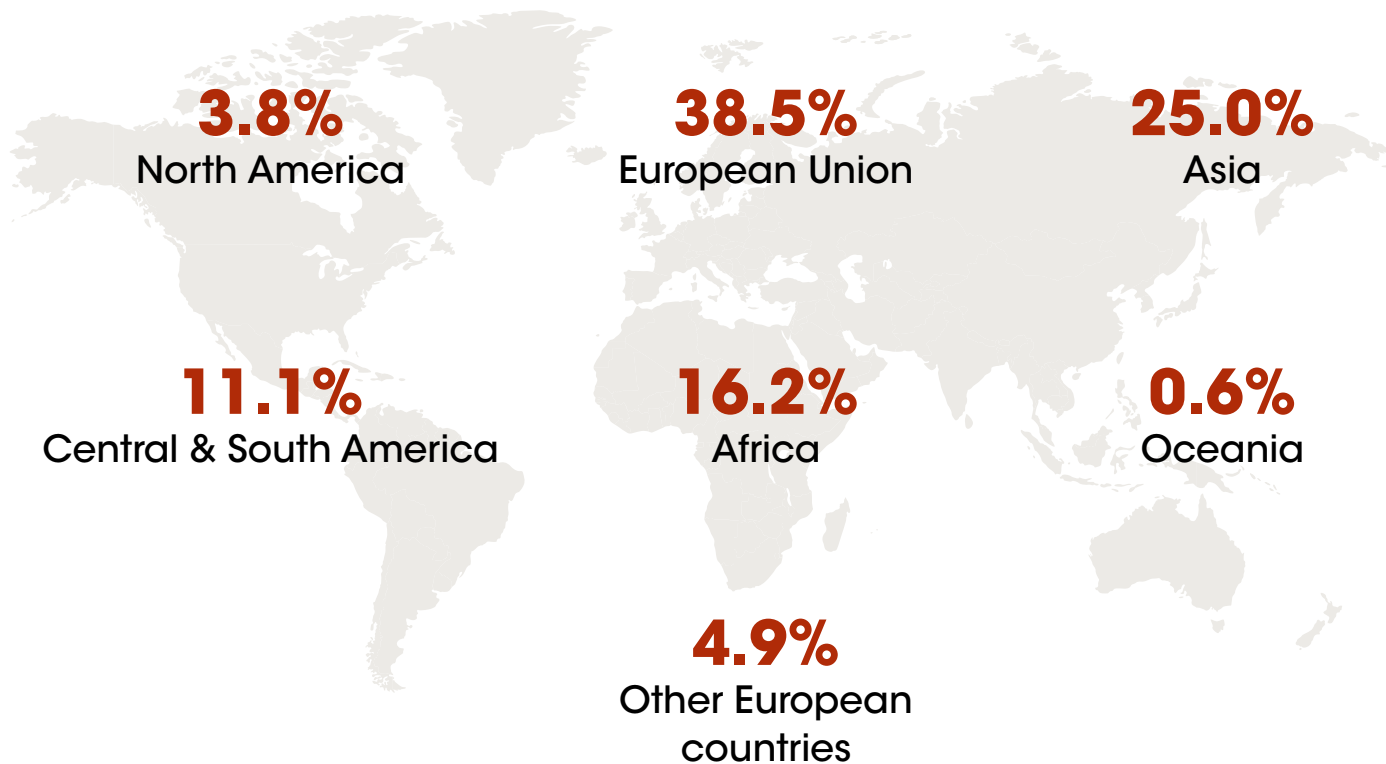 3.8%
North America
38.5%
European Union
25.0%
Asia
11.1%
Central & South America
16.2%
Africa
0.6%
Oceania
4.9%
Other European
countries